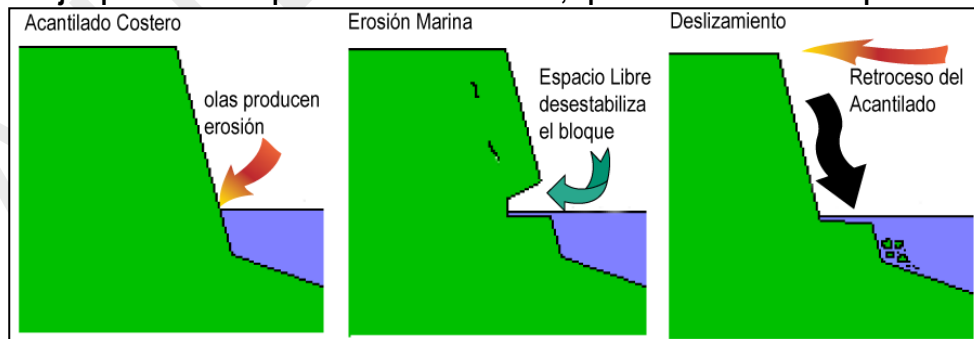 Acantilado Costero
olas producen
erosión
Erosión Marina
Espacio Libre
desestabiliza
el bloque
Deslizamiento
Retroceso del
Acantilado